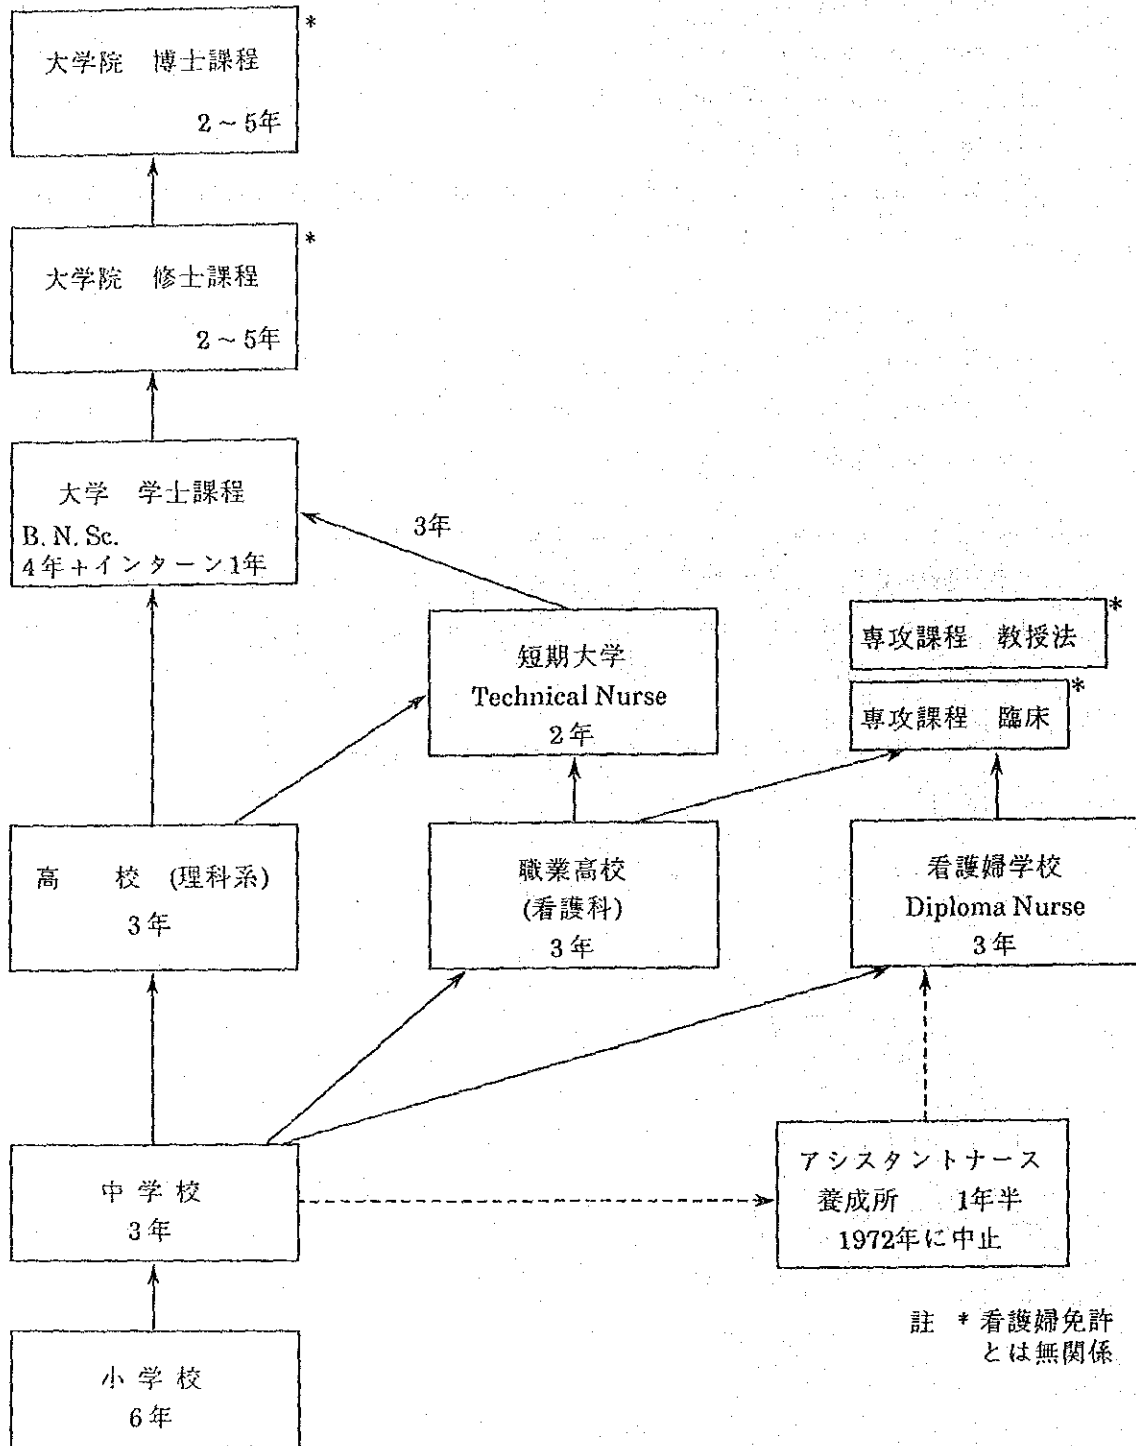 *
大学院 博士課程
2～5年
*
大学院 修士課程
2～5年
大学 学士課程
B. N. Sc.
4年＋インターン1年
3年
短期大学
Technical Nurse
2年
*
専攻課程 教授法
*
専攻課程 臨床
高 校 (理科系)
3年
職業高校
(看護科)
3年
看護婦学校
Diploma Nurse
3年
中学校
3年
アシスタントナース
養成所 1年半
1972年に中止
小学校
6年
註 * 看護婦免許
とは無関係